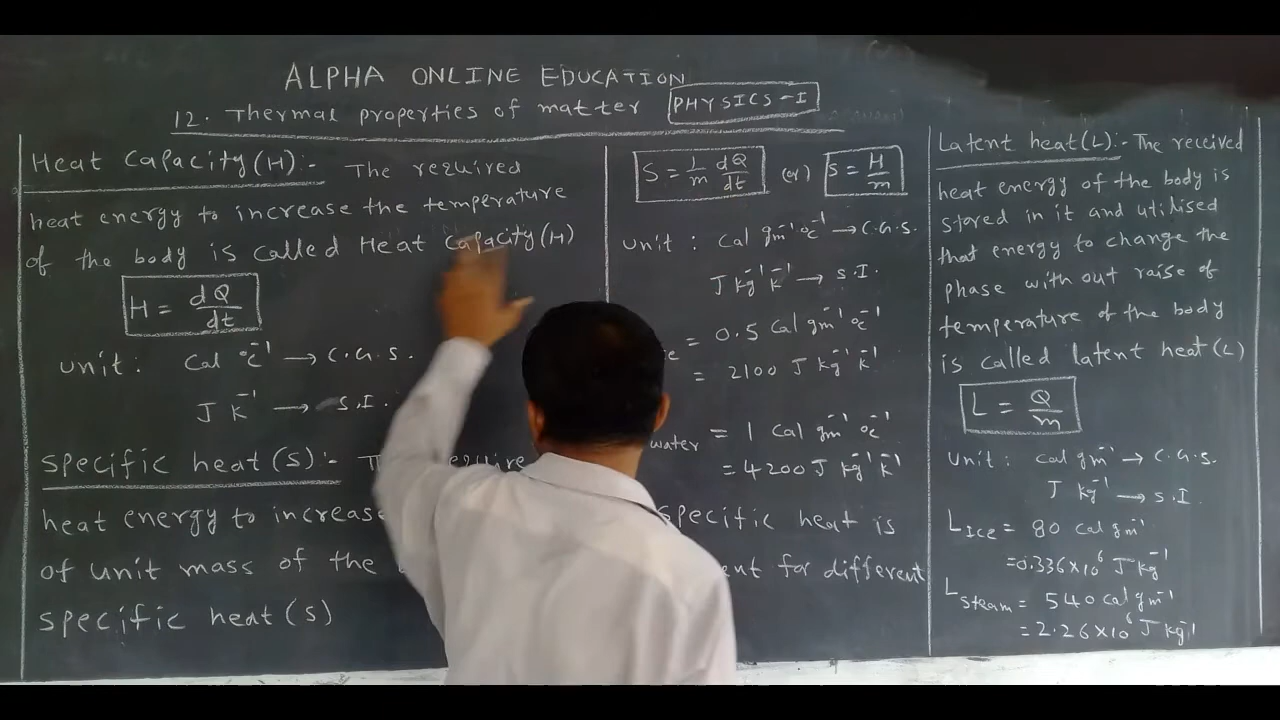 ALPHA ONLINE EDUCATION
12. Thermal properties of matter PHYSICS-I
Heat Capacity(H):- The required
heat energy to increase the temperature
of the body is called Heat Capacity(H)
H = dQ/dt
unit: Cal °C⁻¹ → C.G.S.
J K⁻¹ → S.I.
Specific heat(s):-
heat energy to increase
of unit mass of the
specific heat(s)
S = 1/m dQ/dt (or) S = H/m
unit: Cal gm⁻¹ °C⁻¹ → C.G.S.
J kg⁻¹ K⁻¹ → S.I.
= 0.5 Cal gm⁻¹ °C⁻¹
= 2100 J kg⁻¹ K⁻¹
water = 1 Cal gm⁻¹ °C⁻¹
= 4200 J kg⁻¹ K⁻¹
specific heat is
for different
Latent heat(L):- The received
heat energy of the body is
stored in it and utilised
that energy to change the
phase with out raise of
temperature of the body
is called latent heat(L)
L = Q/m
unit: Cal gm⁻¹ → C.G.S.
J kg⁻¹ → S.I.
L Ice = 80 Cal gm⁻¹
=0.336×10⁶ J kg⁻¹
L Steam = 540 Cal gm⁻¹
=2.26×10⁶ J kg⁻¹